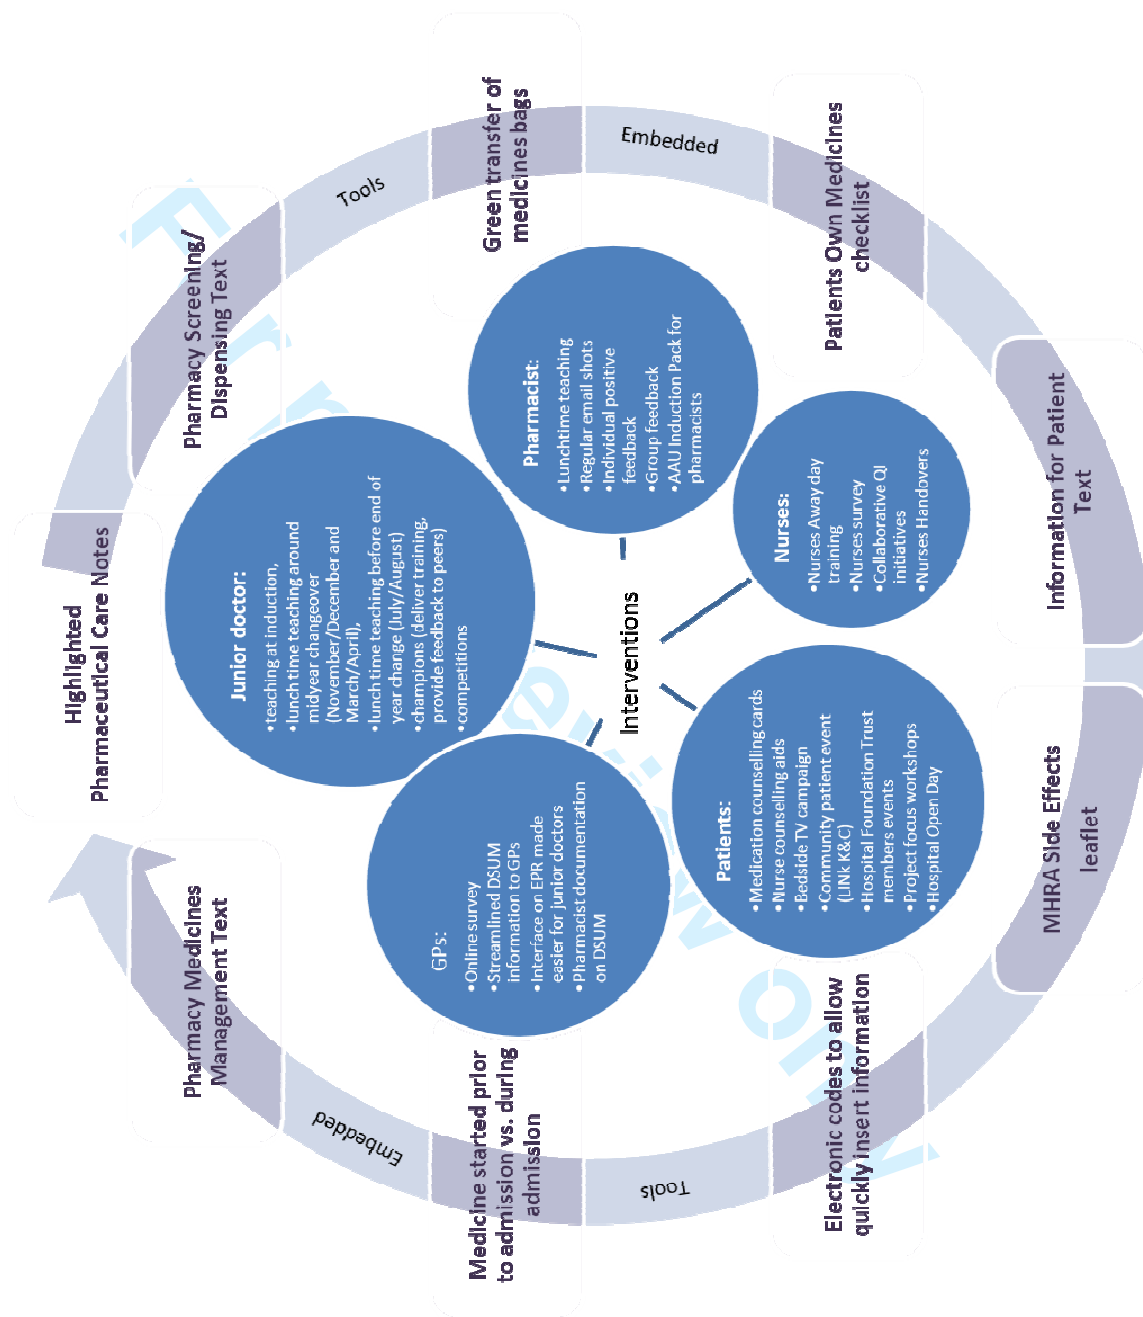 Highlighted
Pharmaceutical Care Notes
Pharmacy Screening/
Dispensing Text
Tools
Green transfer of
medicines bags
Embedded
Patients Own Medicines
checklist
Information for Patient
Text
MHRA Side Effects
leaflet
Electronic codes to allow
quickly insert information
Tools
Medicine started prior
to admission vs. during
admission
Embedded
Pharmacy Medicines
Management Text
Junior doctor:
•teaching at induction,
•lunch time teaching around
midyear changeover
(November/December and
March/April),
•lunch time teaching before end of
year change (July/August)
•champions (deliver training,
provide feedback to peers)
•competitions
Pharmacist:
•Lunchtime teaching
•Regular email shots
•Individual positive
feedback
•Group feedback
•AAU Induction Pack for
pharmacists
Nurses:
•Nurses Away day
training
•Nurses survey
•Collaborative QI
initiatives
•Nurses Handovers
Patients:
•Medication counselling cards
•Nurse counselling aids
•Bedside TV campaign
•Community patient event
(LINk K&C)
•Hospital Foundation Trust
members events
•Project focus workshops
•Hospital Open Day
GPs:
•Online survey
•Streamlined DSUM
information to GPs
•Interface on EPR made
easier for junior doctors
•Pharmacist documentation
on DSUM
Interventions